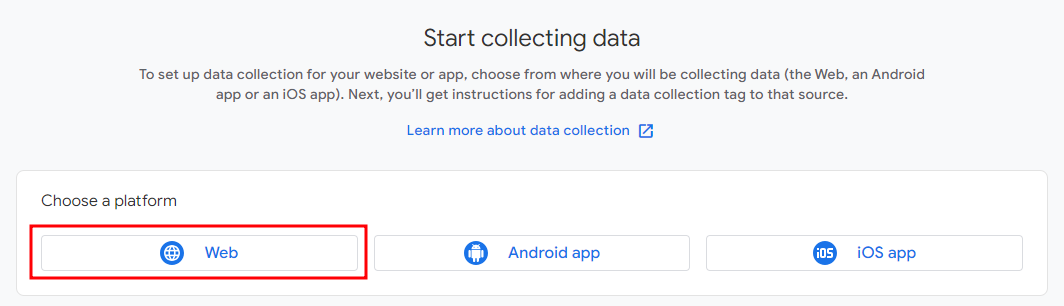 Start collecting data
To set up data collection for your website or app, choose from where you will be collecting data (the Web, an Android
app or an iOS app). Next, you’ll get instructions for adding a data collection tag to that source.
Learn more about data collection
Choose a platform
Web
Android app
iOS iOS app